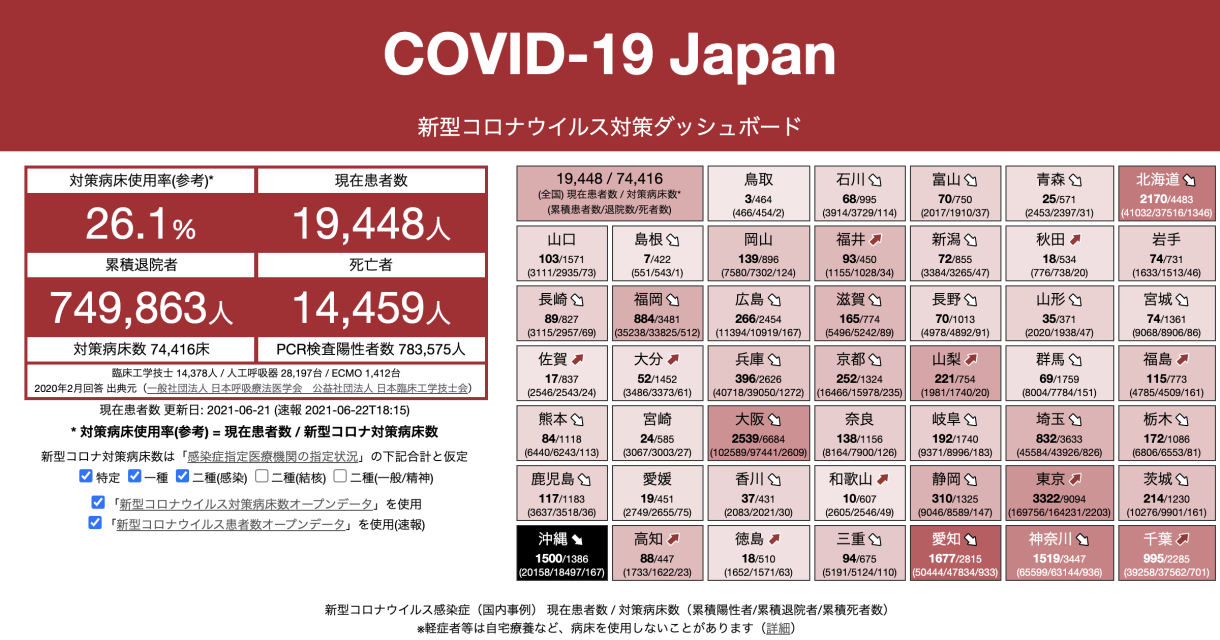 COVID-19 Japan
新型コロナウイルス対策ダッシュボード
対策病床使用率(参考)*
現在患者数
26.1%
19,448人
累積退院者
死亡者
749,863人
14,459人
対策病床数 74,416床
PCR検査陽性者数 783,575人
臨床工学技士 14,378人 / 人工呼吸器 28,197台 / ECMO 1,412台
2020年2月回答 出典元（一般社団法人 日本呼吸療法医学会　公益社団法人 日本臨床工学技士会）
現在患者数 更新日: 2021-06-21 (速報 2021-06-22T18:15)
* 対策病床使用率(参考) = 現在患者数 / 新型コロナ対策病床数
新型コロナ対策病床数は「感染症指定医療機関の指定状況」の下記合計と仮定
特定 一種 二種(感染) 二種(結核) 二種(一般/精神)
「新型コロナウイルス対策病床数オープンデータ」を使用
「新型コロナウイルス患者数オープンデータ」を使用(速報)
19,448 / 74,416
(全国) 現在患者数 / 対策病床数*
(累積患者数/退院数/死者数)
鳥取
3/464
(466/454/2)
石川
68/995
(3914/3729/114)
富山
70/750
(2017/1910/37)
青森
25/571
(2453/2397/31)
北海道
2170/4483
(41032/37516/1346)
山口
103/1571
(3111/2935/73)
島根
7/422
(551/543/1)
岡山
139/896
(7580/7302/124)
福井
93/450
(1155/1028/34)
新潟
72/855
(3384/3265/47)
秋田
18/534
(776/738/20)
岩手
74/731
(1633/1513/46)
長崎
89/827
(3115/2957/69)
福岡
884/3481
(35238/33825/512)
広島
266/2454
(11394/10919/167)
滋賀
165/774
(5496/5242/89)
長野
70/1013
(4978/4892/91)
山形
35/371
(2020/1938/47)
宮城
74/1361
(9068/8906/86)
佐賀
17/837
(2546/2543/24)
大分
52/1452
(3486/3373/61)
兵庫
396/2626
(40718/39050/1272)
京都
252/1324
(16466/15978/235)
山梨
221/754
(1981/1740/20)
群馬
69/1759
(8004/7784/151)
福島
115/773
(4785/4509/161)
熊本
84/1118
(6440/6243/113)
宮崎
24/585
(3067/3003/27)
大阪
2539/6684
(102589/97441/2609)
奈良
138/1156
(8164/7900/126)
岐阜
192/1740
(9371/8996/183)
埼玉
832/3633
(45584/43926/826)
栃木
172/1086
(6806/6553/81)
鹿児島
117/1183
(3637/3518/36)
愛媛
19/451
(2749/2655/75)
香川
37/431
(2083/2021/30)
和歌山
10/607
(2605/2546/49)
静岡
310/1325
(9046/8589/147)
東京
3322/9094
(169756/164231/2203)
茨城
214/1230
(10276/9901/161)
沖縄
1500/1386
(20158/18497/167)
高知
88/447
(1733/1622/23)
徳島
18/510
(1652/1571/63)
三重
94/675
(5191/5124/110)
愛知
1677/2815
(50444/47834/933)
神奈川
1519/3447
(65599/63144/936)
千葉
995/2285
(39258/37562/701)
新型コロナウイルス感染症（国内事例） 現在患者数 / 対策病床数（累積陽性者/累積退院者/累積死者数）
※軽症者等は自宅療養など、病床を使用しないことがあります（詳細）